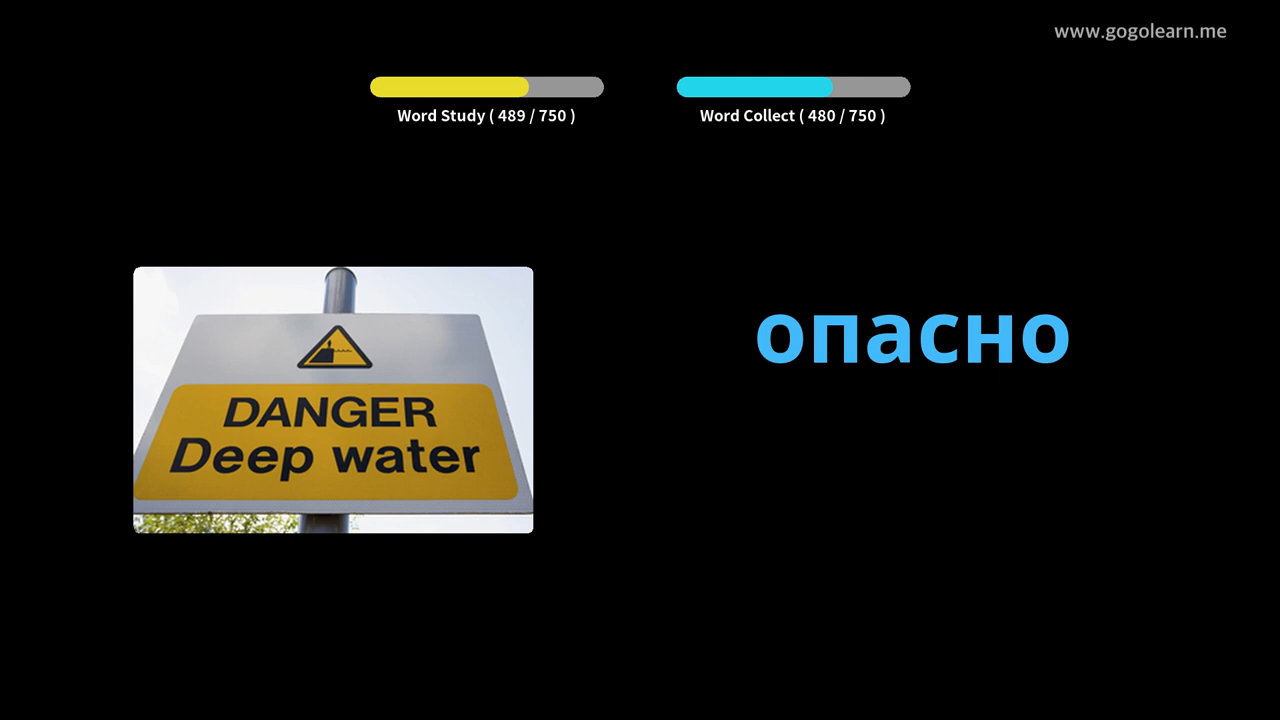 www.gogolearn.me
Word Study ( 489 / 750 )
Word Collect ( 480 / 750 )
DANGER
Deep water
опасно